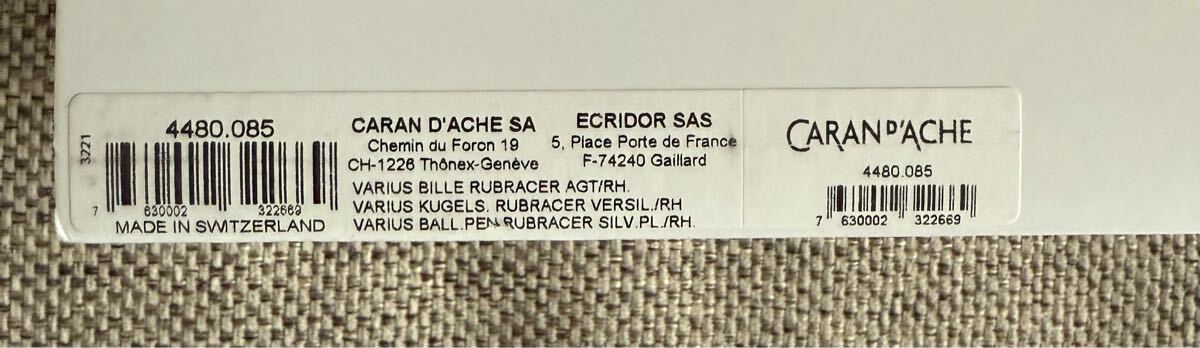 3221
4480.085
7 630002 322669
MADE IN SWITZERLAND
CARAN D'ACHE SA
Chemin du Foron 19
CH-1226 Thônex-Genève
ECRIDOR SAS
5, Place Porte de France
F-74240 Gaillard
VARIUS BILLE RUBRACER AGT/RH.
VARIUS KUGELS. RUBRACER VERSIL./RH
VARIUS BALL.PEN RUBRACER SILV.PL./RH.
CARAN D'ACHE
4480.085
7 630002 322669